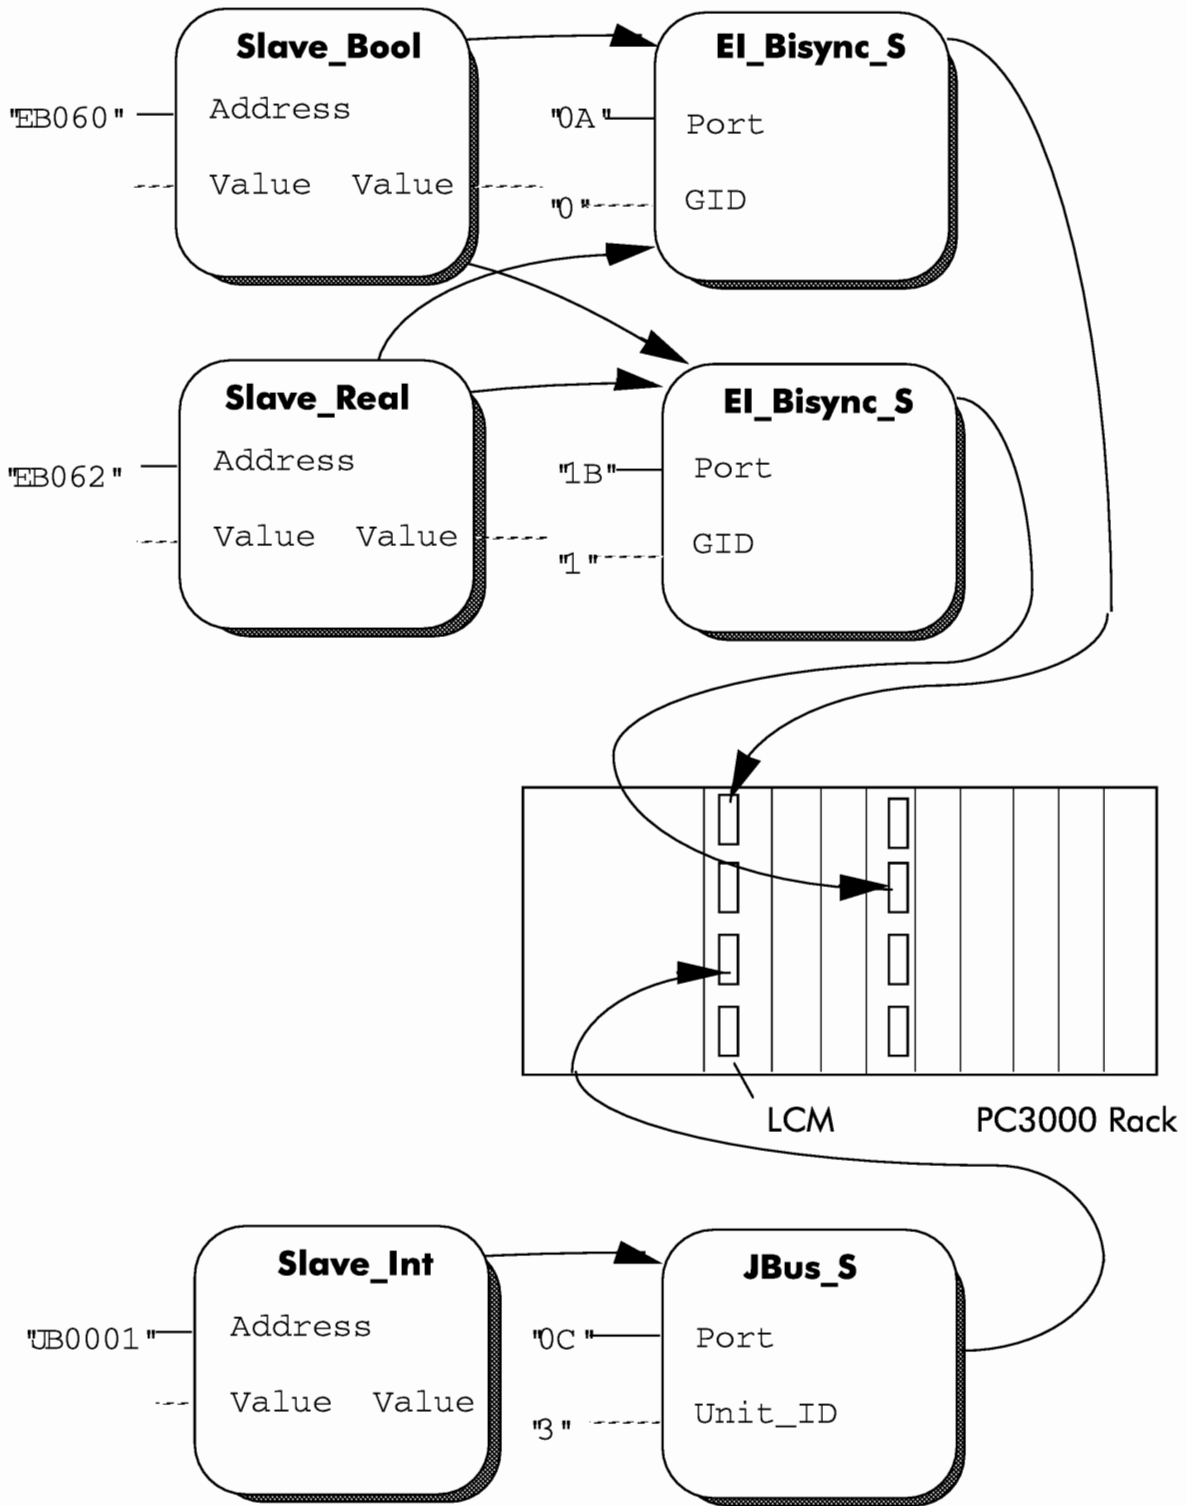 Slave_Bool
EI_Bisync_S
"EB060"
Address
"0A"
Port
Value Value
"0"
GID
Slave_Real
EI_Bisync_S
"EB062"
Address
"1B"
Port
Value Value
"1"
GID
LCM
PC3000 Rack
Slave_Int
JBus_S
"JB0001"
Address
"0C"
Port
Value Value
"3"
Unit_ID